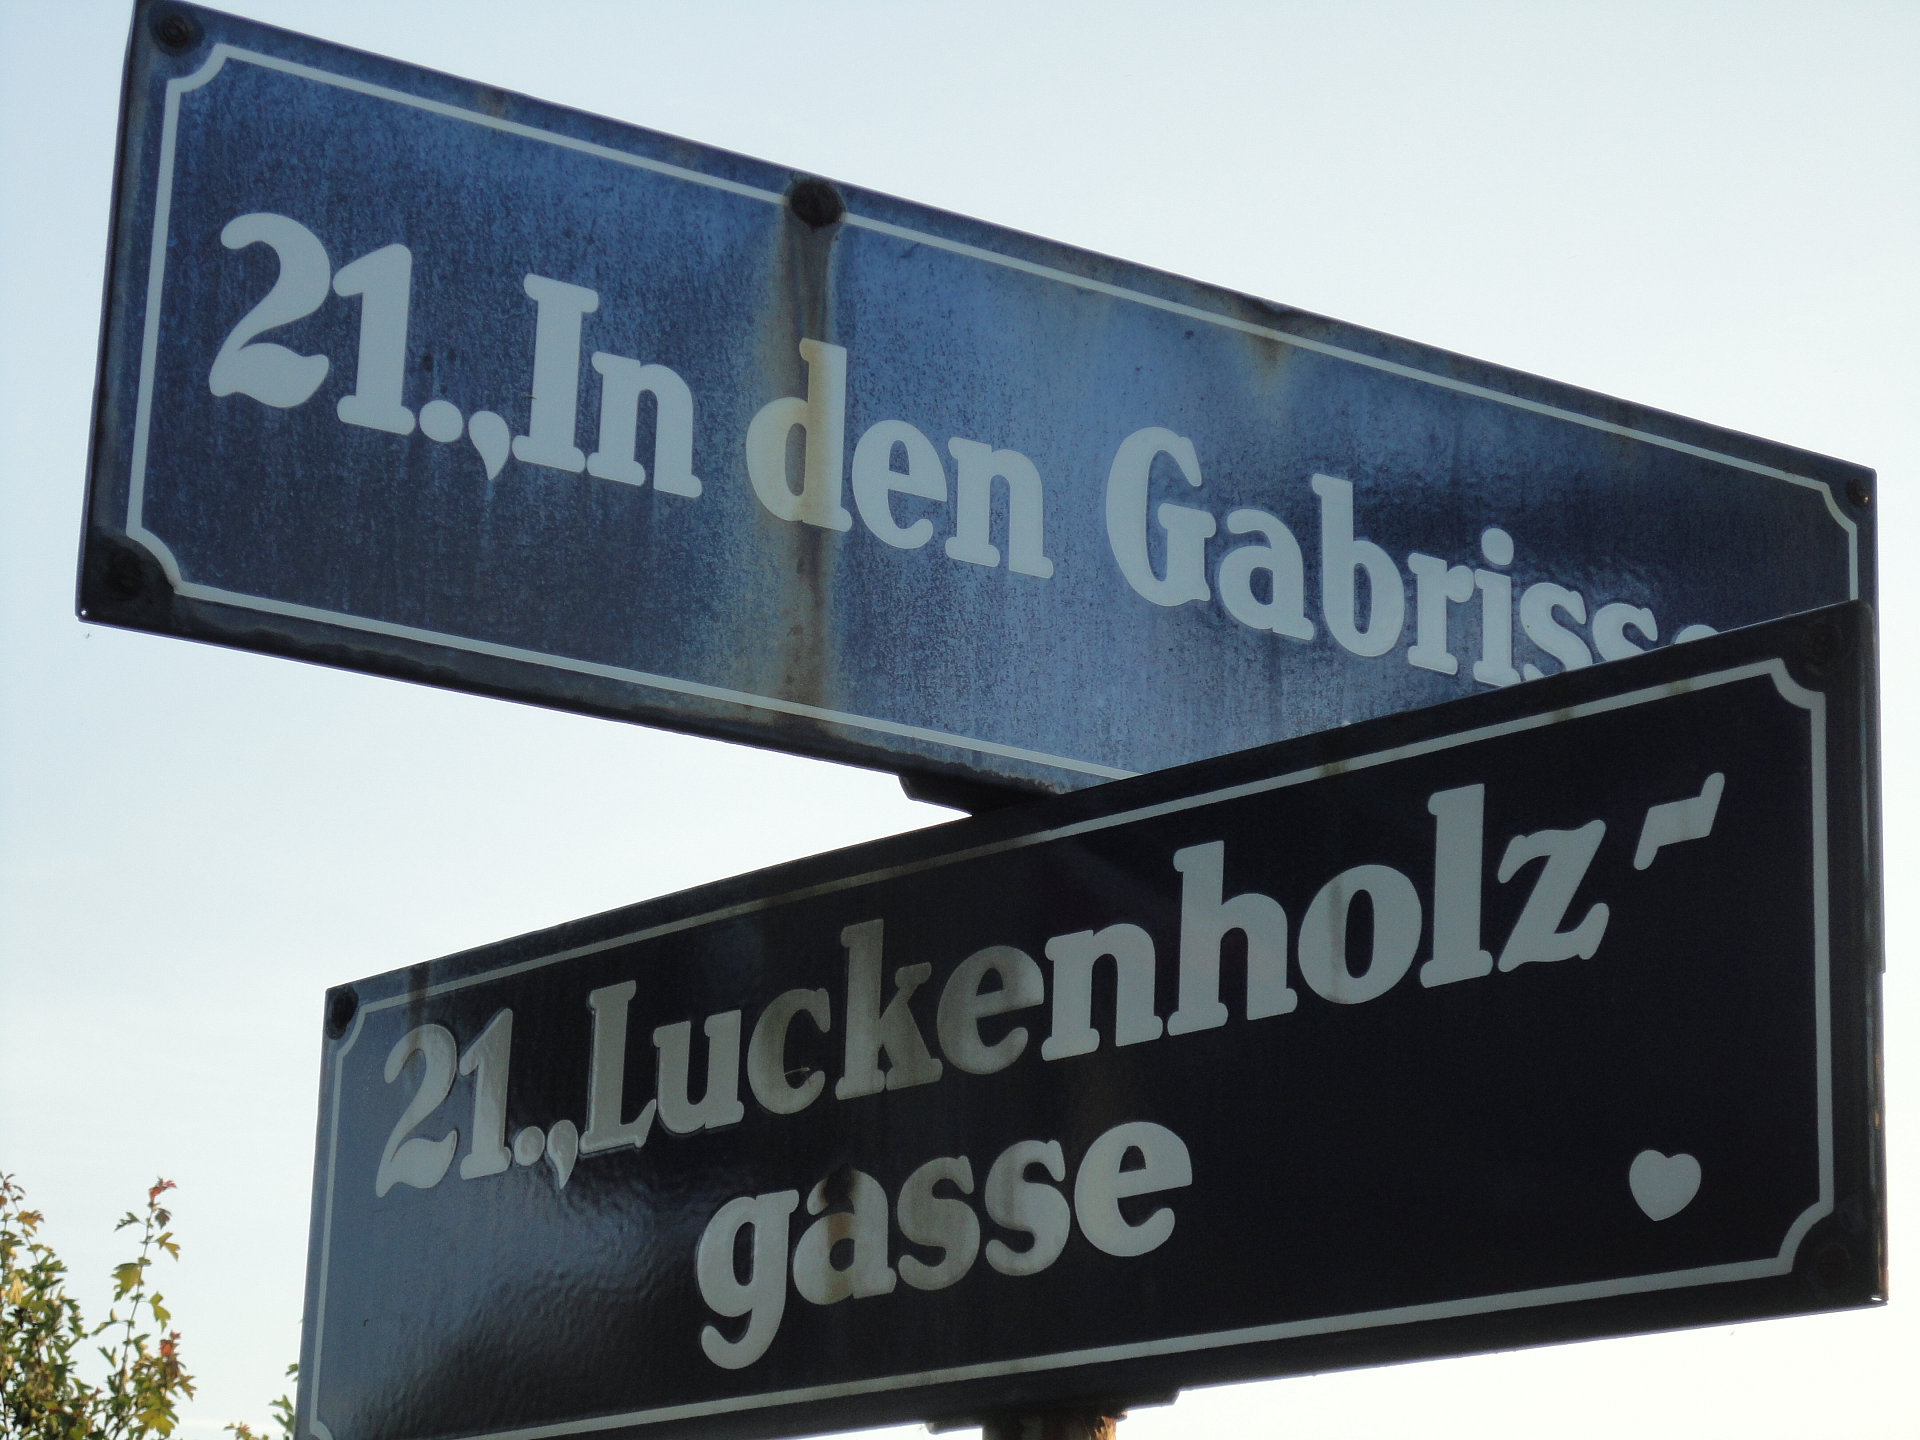 21., In den Gabriss
21., Luckenholz-
gasse